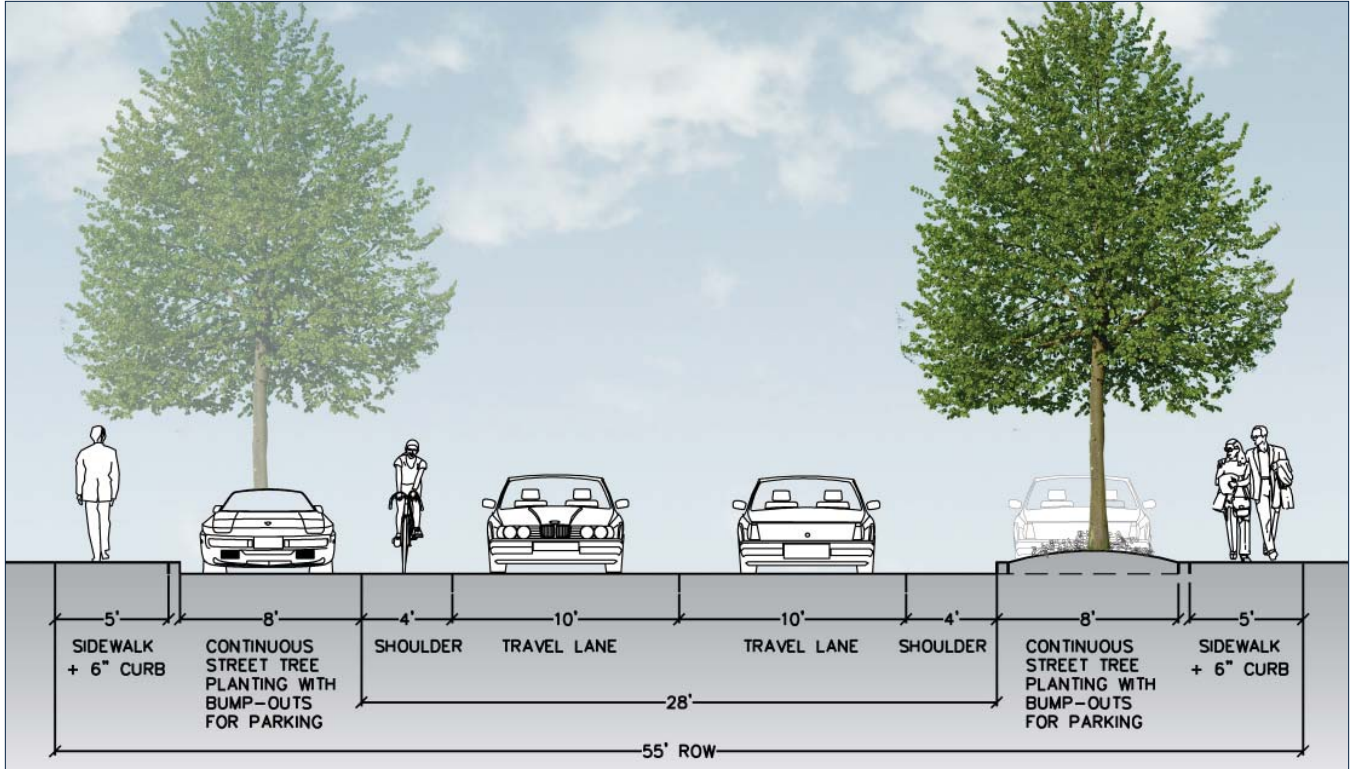 5' 8' 4' 10' 10' 4' 8' 5'
SIDEWALK
+ 6" CURB
CONTINUOUS
STREET TREE
PLANTING WITH
BUMP-OUTS
FOR PARKING
SHOULDER
TRAVEL LANE
TRAVEL LANE
SHOULDER
CONTINUOUS
STREET TREE
PLANTING WITH
BUMP-OUTS
FOR PARKING
SIDEWALK
+ 6" CURB
28'
55' ROW